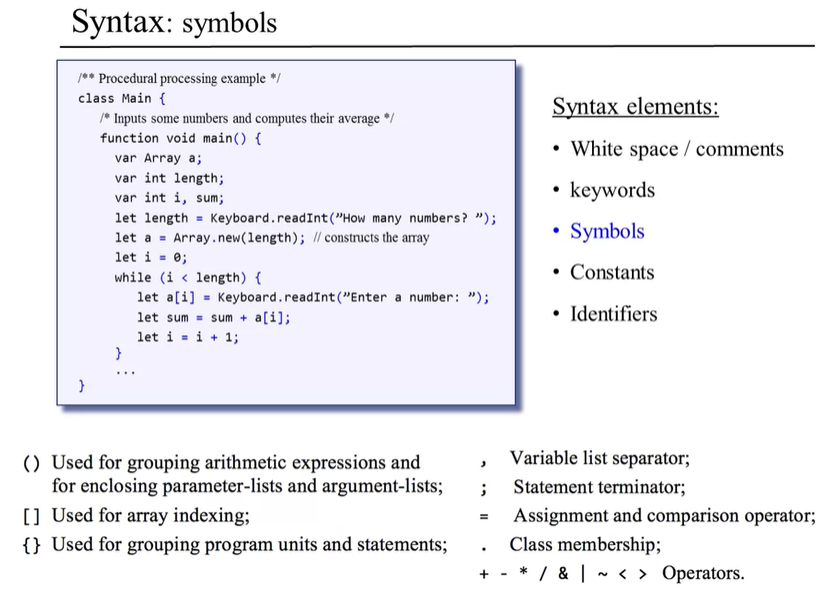 Syntax: symbols
/** Procedural processing example */
class Main {
/* Inputs some numbers and computes their average */
function void main() {
var Array a;
var int length;
var int i, sum;
let length = Keyboard.readInt(”How many numbers? ”);
let a = Array.new(length); // constructs the array
let i = 0;
while (i < length) {
let a[i] = Keyboard.readInt(”Enter a number: ”);
let sum = sum + a[i];
let i = i + 1;
}
...
}
Syntax elements:
• White space / comments
• keywords
• Symbols
• Constants
• Identifiers
() Used for grouping arithmetic expressions and
for enclosing parameter-lists and argument-lists;
[] Used for array indexing;
{} Used for grouping program units and statements;
, Variable list separator;
; Statement terminator;
= Assignment and comparison operator;
. Class membership;
+ - * / & | ~ < > Operators.